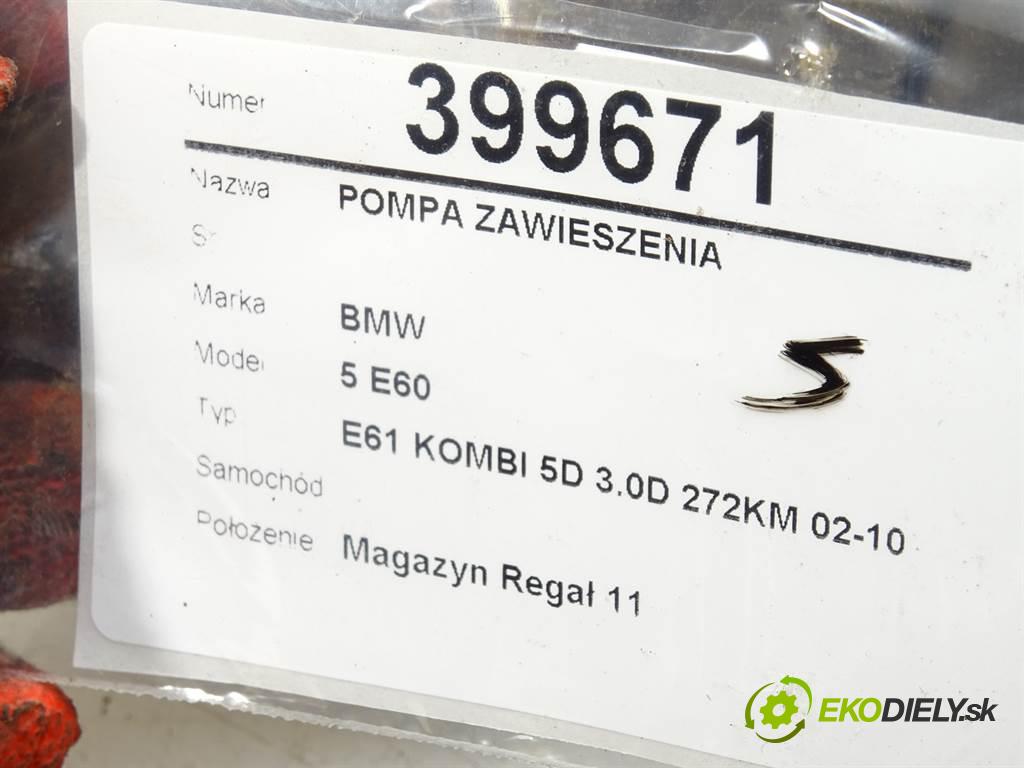 Numer 399671
Nazwa POMPA ZAWIESZENIA
Marka BMW
Model 5 E60
Typ E61 KOMBI 5D 3.0D 272KM 02-10
Samochód
Położenie Magazyn Regał 11
5
EKODIELY.sk